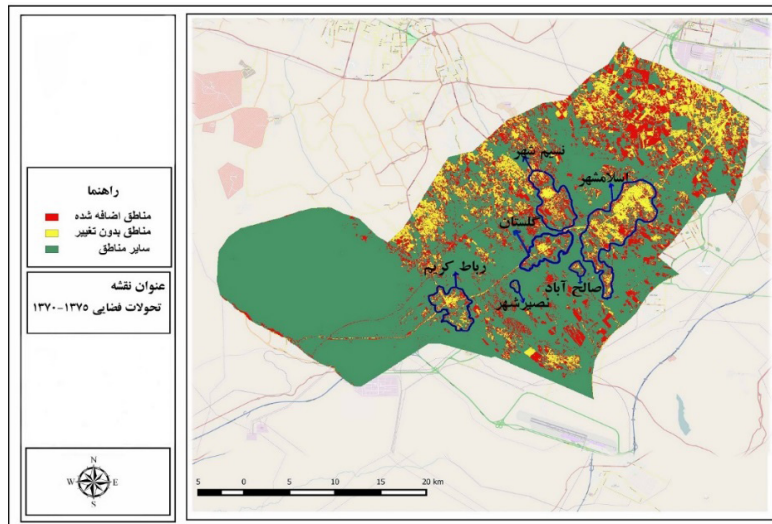 راهنما
مناطق اضافه شده
مناطق بدون تغییر
سایر مناطق
عنوان نقشه
تحولات فضایی ۱۳۷۵-۱۳۷۰
N
W E
S
نسیم شهر
اسلامشهر
گلستان
رباط کریم
صالح آباد
نصیرشهر
5 0 5 10 15 20 km